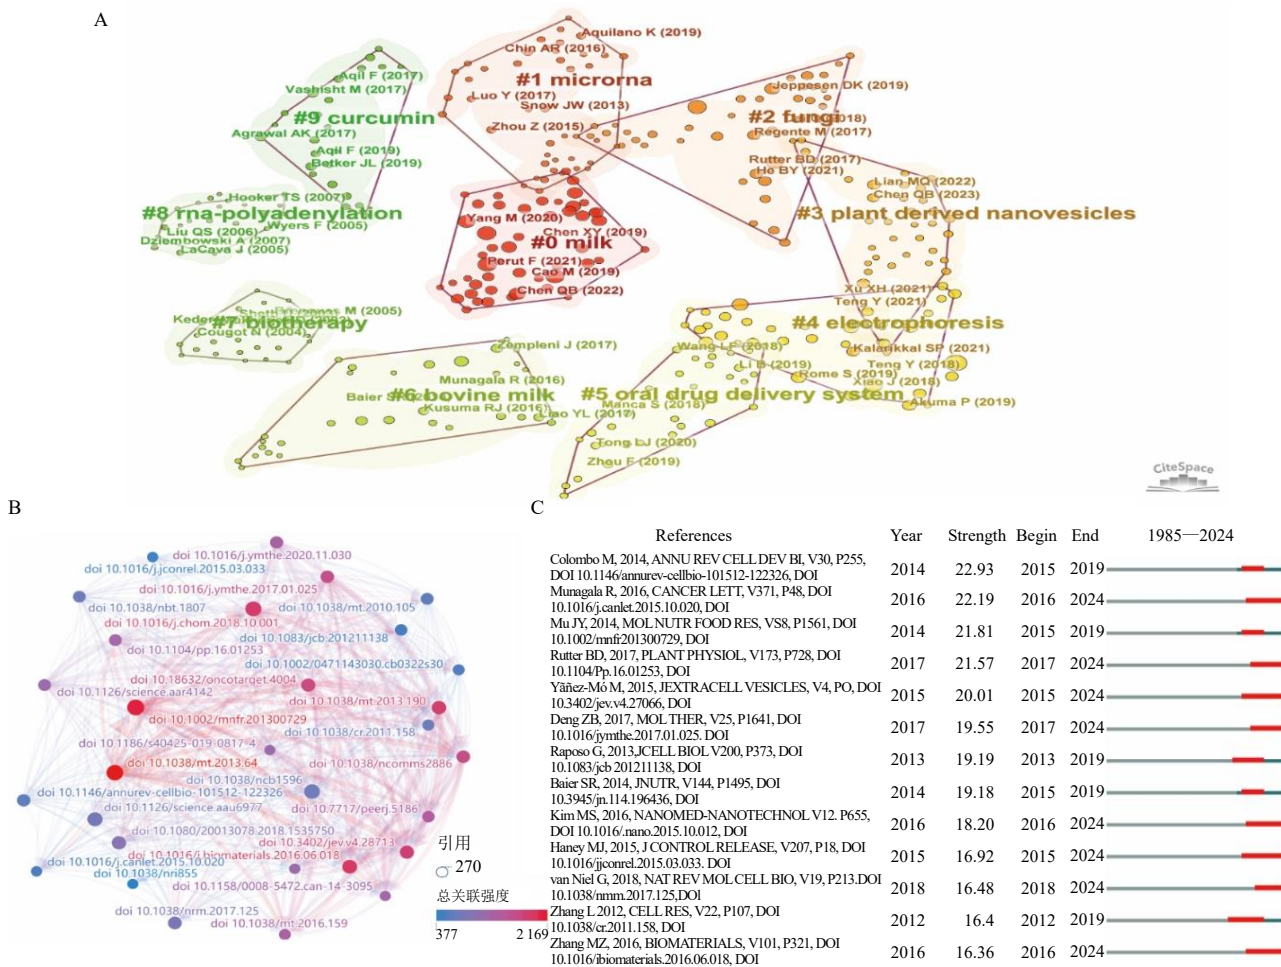 A
Aquilano K (2019)
Chin AR (2016)
#1 microrna
Luo Y (2017)
Snow JW (2013)
Zhou Z (2015)
Aqil F (2017)
Vashisht M (2017)
#9 curcumin
Agrawal AK (2017)
Aqil F (2019)
Betker JL (2019)
Jeppesen DK (2019)
#2 fungi
Regente M (2017)
Rutter BD (2017)
Ho BY (2021)
Lian MQ (2022)
Chen QB (2023)
#3 plant derived nanovesicles
Xu XH (2021)
Teng Y (2021)
Hooker TS (2007)
#8 rna-polyadenylation
Wyers F (2005)
Liu QS (2006)
Dziembowski A (2007)
LaCava J (2005)
Yang M (2020)
Chen XY (2019)
#0 milk
Perut F (2021)
Cao M (2019)
Chen QB (2022)
M (2005)
#7 biotherapy
Cougot N (2004)
#4 electrophoresis
Wang LF (2018)
Kalarikkal SP (2021)
Li B (2019)
Teng Y (2018)
Rome S (2019)
Xiao J (2018)
Akuma P (2019)
Zempleni J (2017)
Munagala R (2016)
Baier S
#6 bovine milk
Kusuma RJ (2016)
Liao YL (2017)
#5 oral drug delivery system
Manca S (2018)
Tong LJ (2020)
Zhou F (2019)
CiteSpace
B
doi 10.1016/j.ymthe.2020.11.030
doi 10.1016/j.jconrel.2015.03.033
doi 10.1016/j.ymthe.2017.01.025
doi 10.1038/nbt.1807
doi 10.1038/mt.2010.105
doi 10.1016/j.chom.2018.10.001
doi 10.1083/jcb.201211138
doi 10.1104/pp.16.01253
doi 10.1002/0471143030.cb0322s30
doi 10.18632/oncotarget.4004
doi 10.1126/science.aar4142
doi 10.1038/mt.2013.190
doi 10.1002/mnfr.201300729
doi 10.1038/cr.2011.158
doi 10.1186/s40425-019-0817-4
doi 10.1038/mt.2013.64
doi 10.1038/ncomms2886
doi 10.1038/ncb1596
doi 10.1146/annurev-cellbio-101512-122326
doi 10.1126/science.aau6977
doi 10.7717/peerj.5186
doi 10.1080/20013078.2018.1535750
doi 10.3402/jev.v4.28713
doi 10.1016/j.biomaterials.2016.06.018
doi 10.1016/j.canlet.2015.10.020
doi 10.1038/nri855
doi 10.1158/0008-5472.can-14-3095
doi 10.1038/nrm.2017.125
doi 10.1038/mt.2016.159
引用
270
总关联强度
377 2 169
C
References Year Strength Begin End 1985—2024
Colombo M, 2014, ANNU REV CELL DEV BI, V30, P255,
DOI 10.1146/annurev-cellbio-101512-122326, DOI 2014 22.93 2015 2019
Munagala R, 2016, CANCER LETT, V371, P48, DOI
10.1016/j.canlet.2015.10.020, DOI 2016 22.19 2016 2024
Mu JY, 2014, MOL NUTR FOOD RES, VS8, P1561, DOI
10.1002/mnfr201300729, DOI 2014 21.81 2015 2019
Rutter BD, 2017, PLANT PHYSIOL, V173, P728, DOI
10.1104/Pp.16.01253, DOI 2017 21.57 2017 2024
Yãñez-Mó M, 2015, JEXTRACELL VESICLES, V4, PO, DOI
10.3402/jev.v4.27066, DOI 2015 20.01 2015 2024
Deng ZB, 2017, MOL THER, V25, P1641, DOI
10.1016/jymthe.2017.01.025, DOI 2017 19.55 2017 2024
Raposo G, 2013,JCELL BIOL V200, P373, DOI
10.1083/jcb 201211138, DOI 2013 19.19 2013 2019
Baier SR, 2014, JNUTR, V144, P1495, DOI
10.3945/jn.114.196436, DOI 2014 19.18 2015 2019
Kim MS, 2016, NANOMED-NANOTECHNOL V12. P655,
DOI 10.1016/.nano.2015.10.012, DOI 2016 18.20 2016 2024
Haney MJ, 2015, J CONTROL RELEASE, V207, P18, DOI
10.1016/jjconrel.2015.03.033. DOI 2015 16.92 2015 2024
van Niel G, 2018, NAT REV MOL CELL BIO, V19, P213.DOI
10.1038/nmm.2017.125,DOI 2018 16.48 2018 2024
Zhang L 2012, CELL RES, V22, P107, DOI
10.1038/cr.2011.158, DOI 2012 16.4 2012 2019
Zhang MZ, 2016, BIOMATERIALS, V101, P321, DOI
10.1016/ibiomaterials.2016.06.018, DOI 2016 16.36 2016 2024